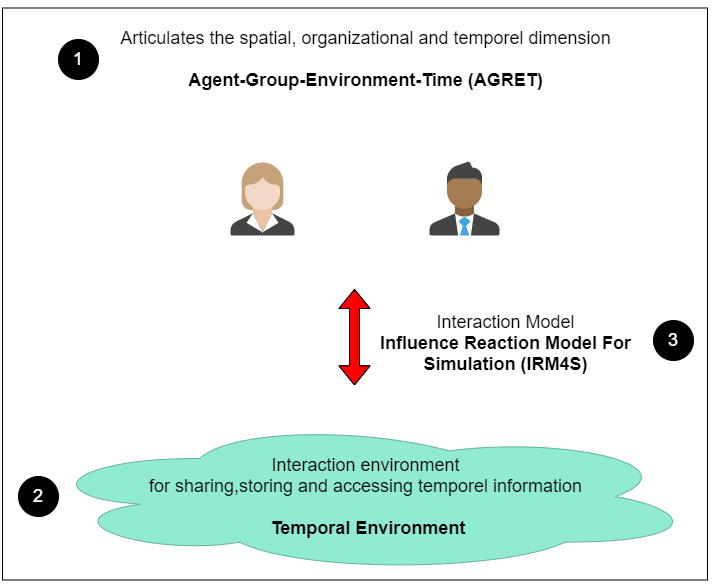 1
Articulates the spatial, organizational and temporel dimension
Agent-Group-Environment-Time (AGRET)
Interaction Model
Influence Reaction Model For
Simulation (IRM4S)
3
Interaction environment
for sharing,storing and accessing temporel information
2
Temporal Environment